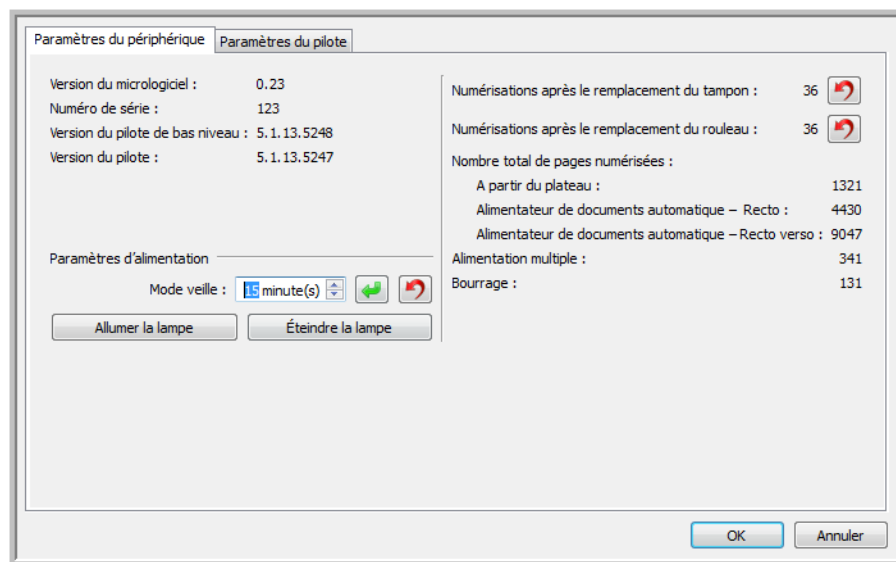 Paramètres du périphérique
Paramètres du pilote
Version du micrologiciel : 0.23
Numéro de série : 123
Version du pilote de bas niveau : 5.1.13.5248
Version du pilote : 5.1.13.5247
Paramètres d'alimentation
Mode veille : 15 minute(s)
Allumer la lampe
Éteindre la lampe
Numérisations après le remplacement du tampon : 36
Numérisations après le remplacement du rouleau : 36
Nombre total de pages numérisées :
A partir du plateau : 1321
Alimentateur de documents automatique – Recto : 4430
Alimentateur de documents automatique – Recto verso : 9047
Alimentation multiple : 341
Bourrage : 131
OK
Annuler